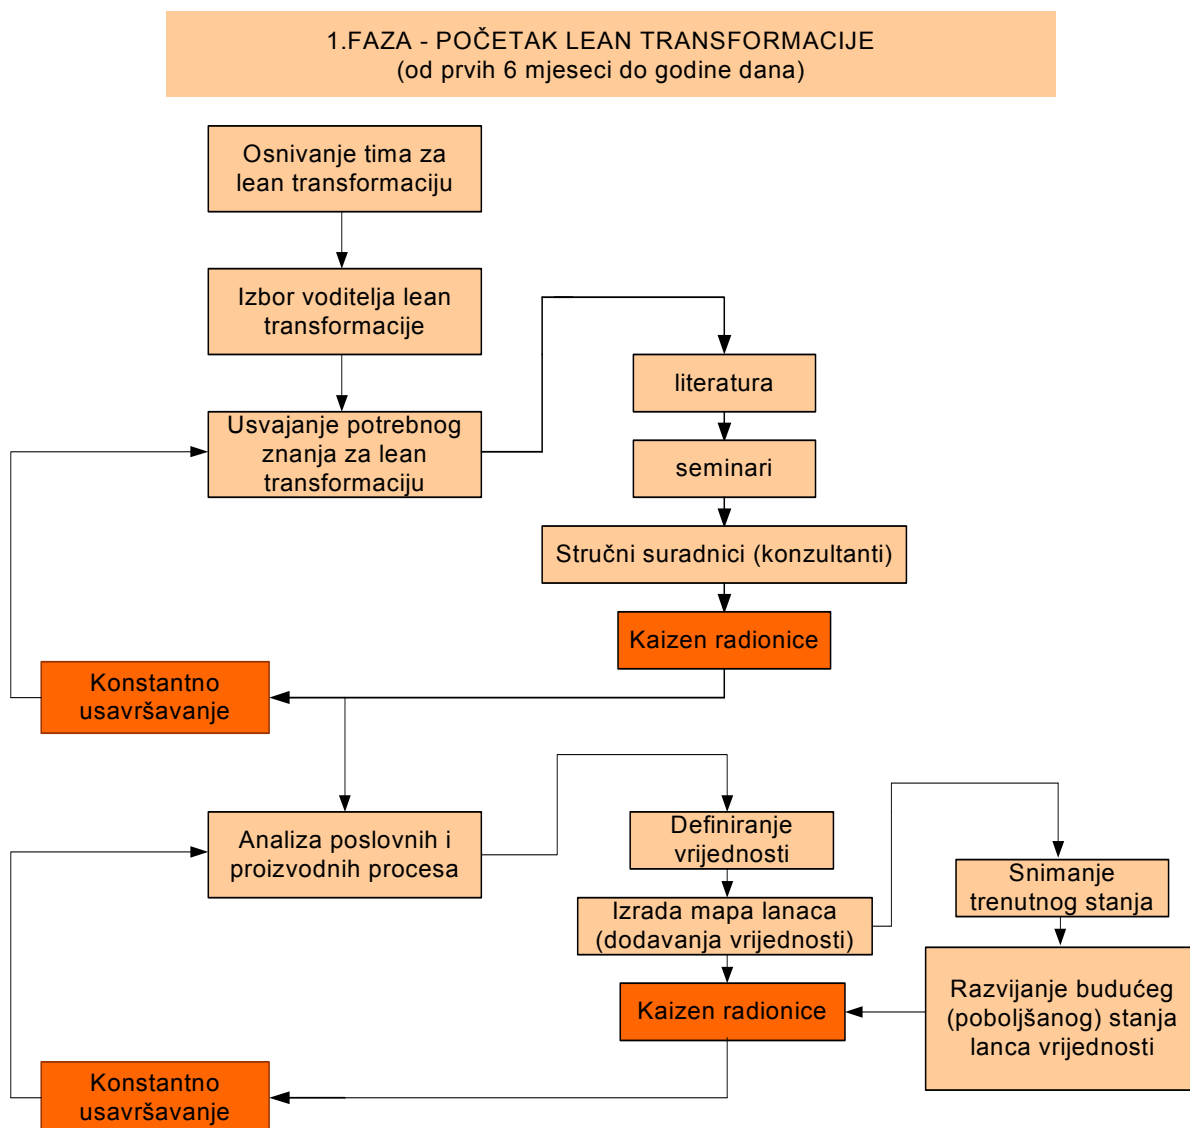 1.FAZA - POČETAK LEAN TRANSFORMACIJE
(od prvih 6 mjeseci do godine dana)
Osnivanje tima za
lean transformaciju
Izbor voditelja lean
transformacije
Usvajanje potrebnog
znanja za lean
transformaciju
literatura
seminari
Stručni suradnici (konzultanti)
Kaizen radionice
Konstantno
usavršavanje
Analiza poslovnih i
proizvodnih procesa
Definiranje
vrijednosti
Izrada mapa lanaca
(dodavanja vrijednosti)
Snimanje
trenutnog stanja
Razvijanje budućeg
(poboljšanog) stanja
lanca vrijednosti
Kaizen radionice
Konstantno
usavršavanje